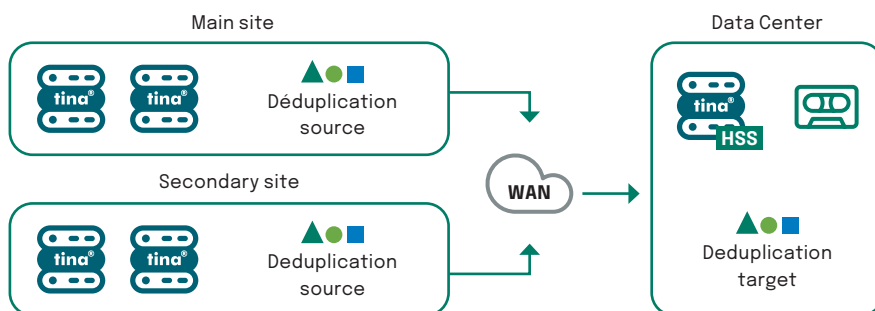 Main site
tina®
tina®
Déduplication
source
Secondary site
tina®
tina®
Deduplication
source
WAN
Data Center
tina®
HSS
Deduplication
target